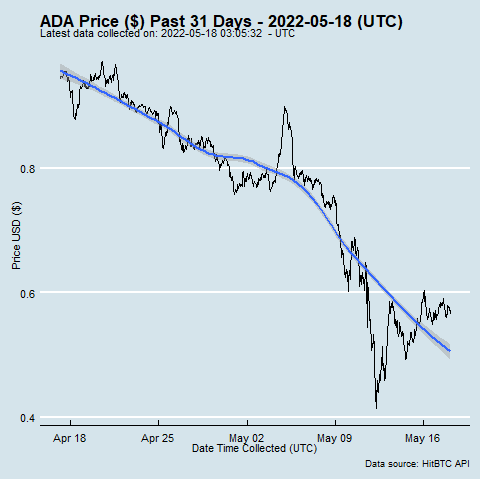 ADA Price ($) Past 31 Days - 2022-05-18 (UTC)
Latest data collected on: 2022-05-18 03:05:32 - UTC
Price USD ($)
0.8
0.6
0.4
Apr 18 Apr 25 May 02 May 09 May 16
Date Time Collected (UTC)
Data source: HitBTC API